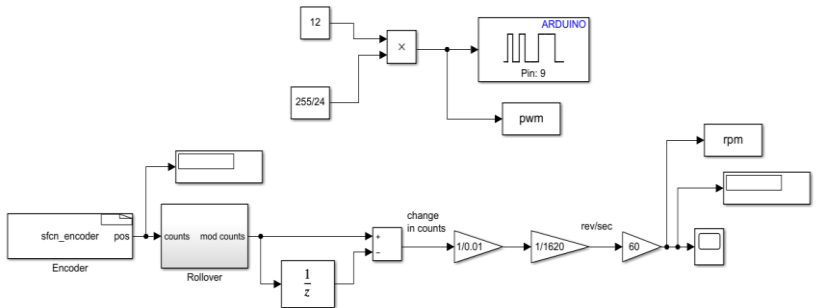 12
ARDUINO
×
Pin: 9
255/24
pwm
rpm
change
in counts
rev/sec
sfcn_encoder pos
counts mod counts
+
−
1/0.01
1/1620
60
Encoder
Rollover
1
z